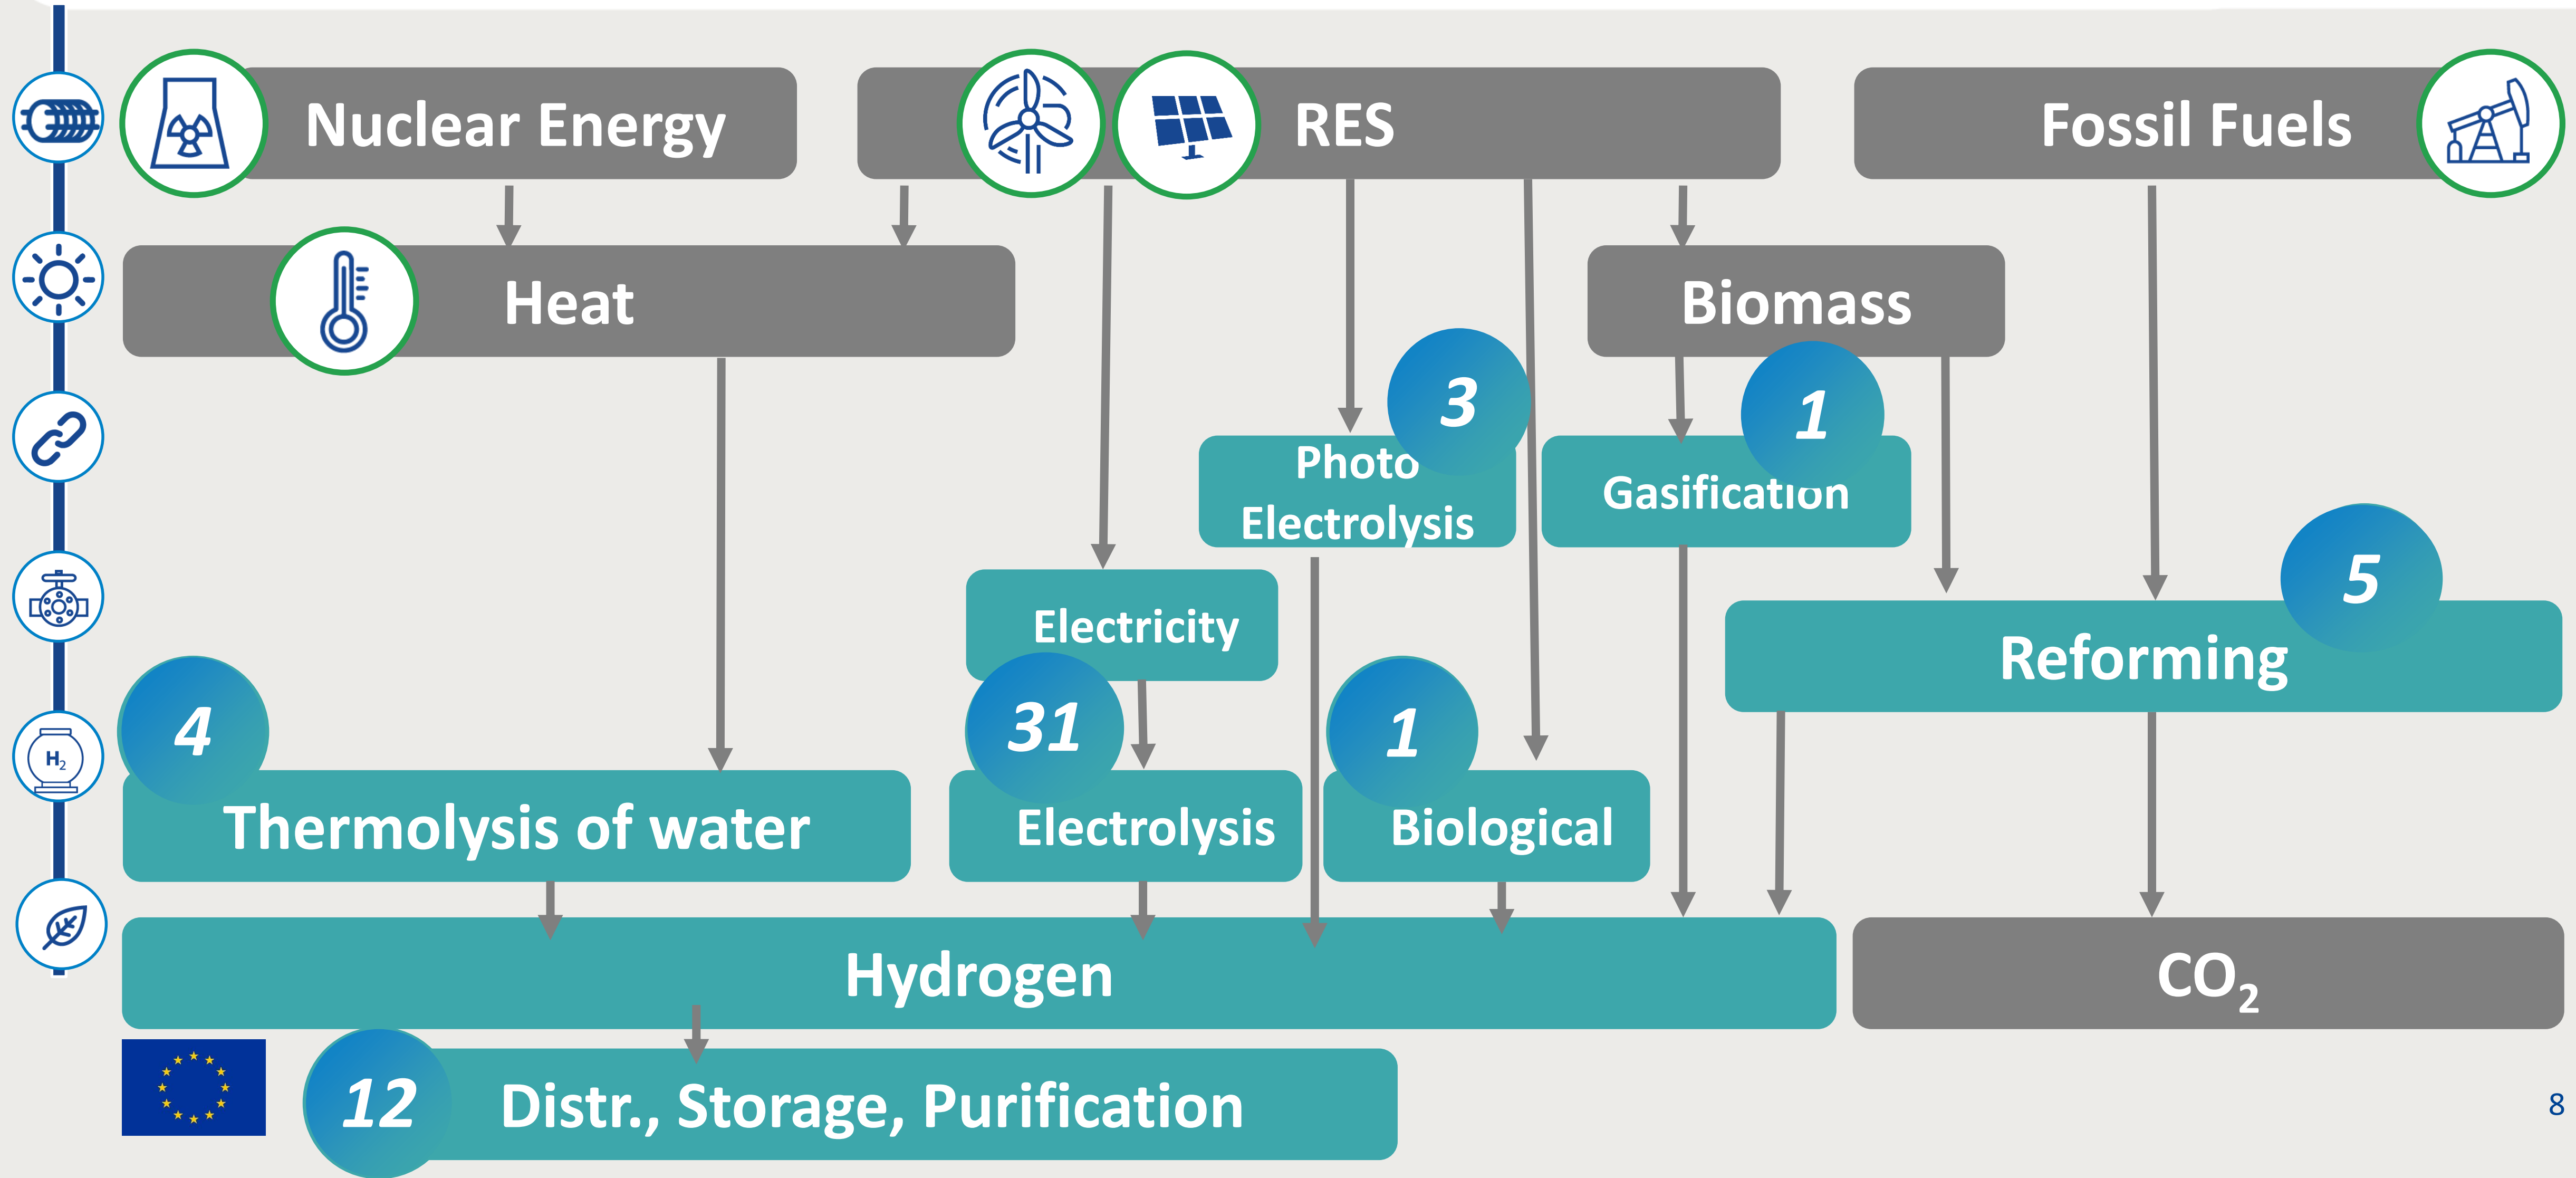 Nuclear Energy
RES
Fossil Fuels
Heat
Biomass
3
1
Photo
Electrolysis
Gasification
5
Electricity
Reforming
4
31
1
H2
Thermolysis of water
Electrolysis
Biological
Hydrogen
CO2
12
Distr., Storage, Purification
8